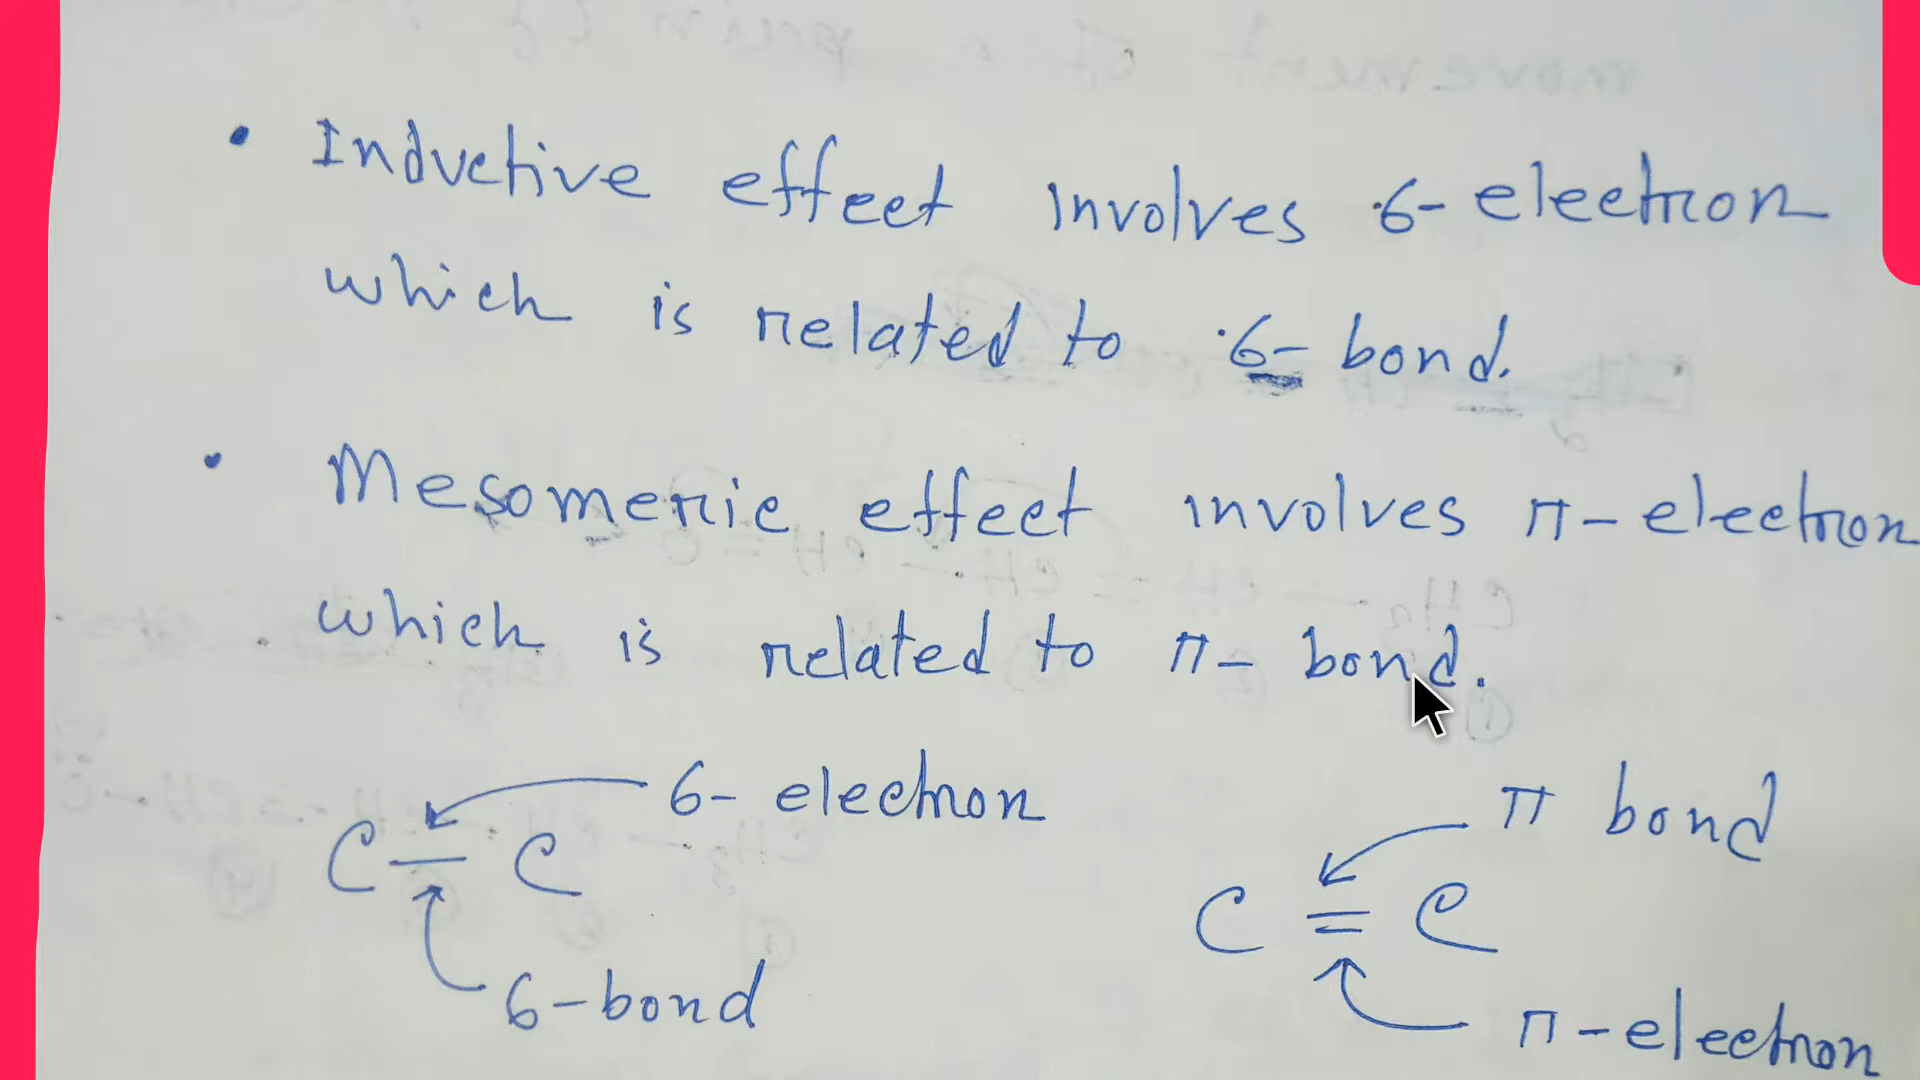 • Inductive effect involves σ-electron
which is related to σ- bond.
• Mesomeric effect involves π-electron
which is related to π- bond.
σ- electron
C — C
σ-bond
π bond
C = C
π-electron